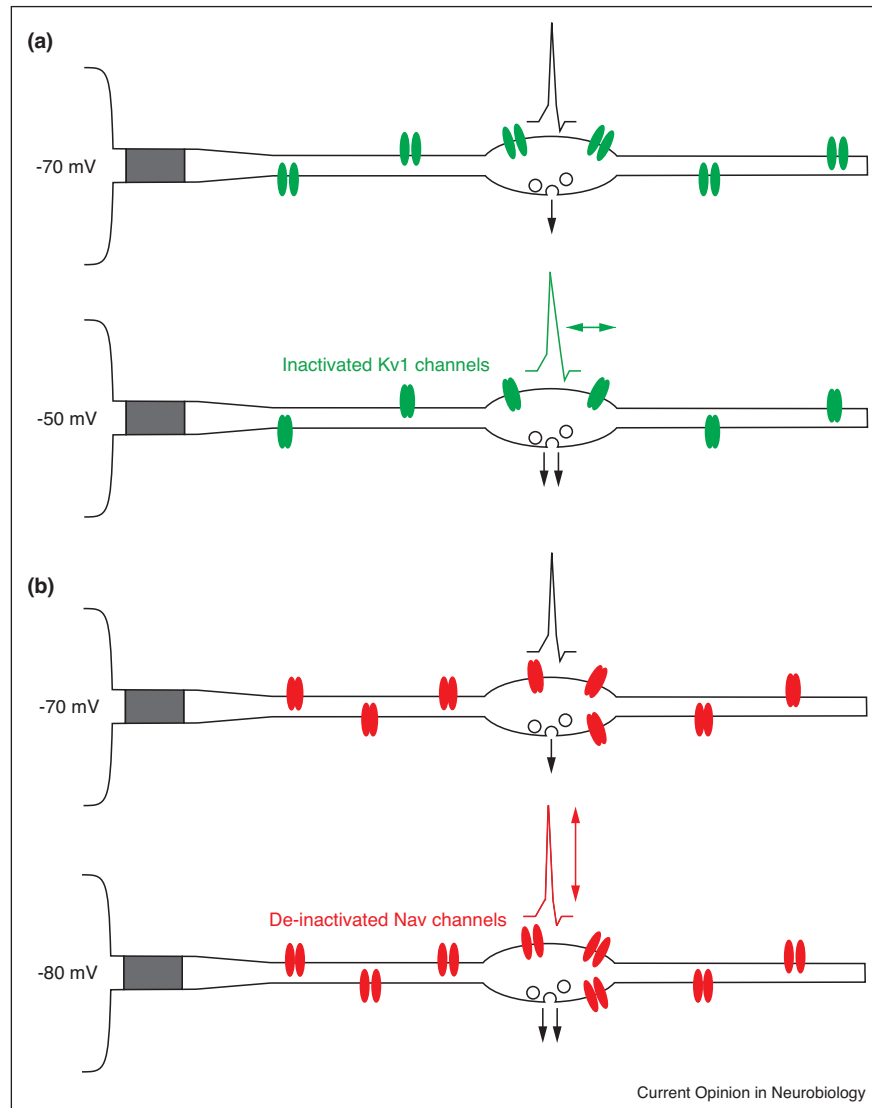 (a)
-70 mV
Inactivated Kv1 channels
-50 mV
(b)
-70 mV
De-inactivated Nav channels
-80 mV
Current Opinion in Neurobiology